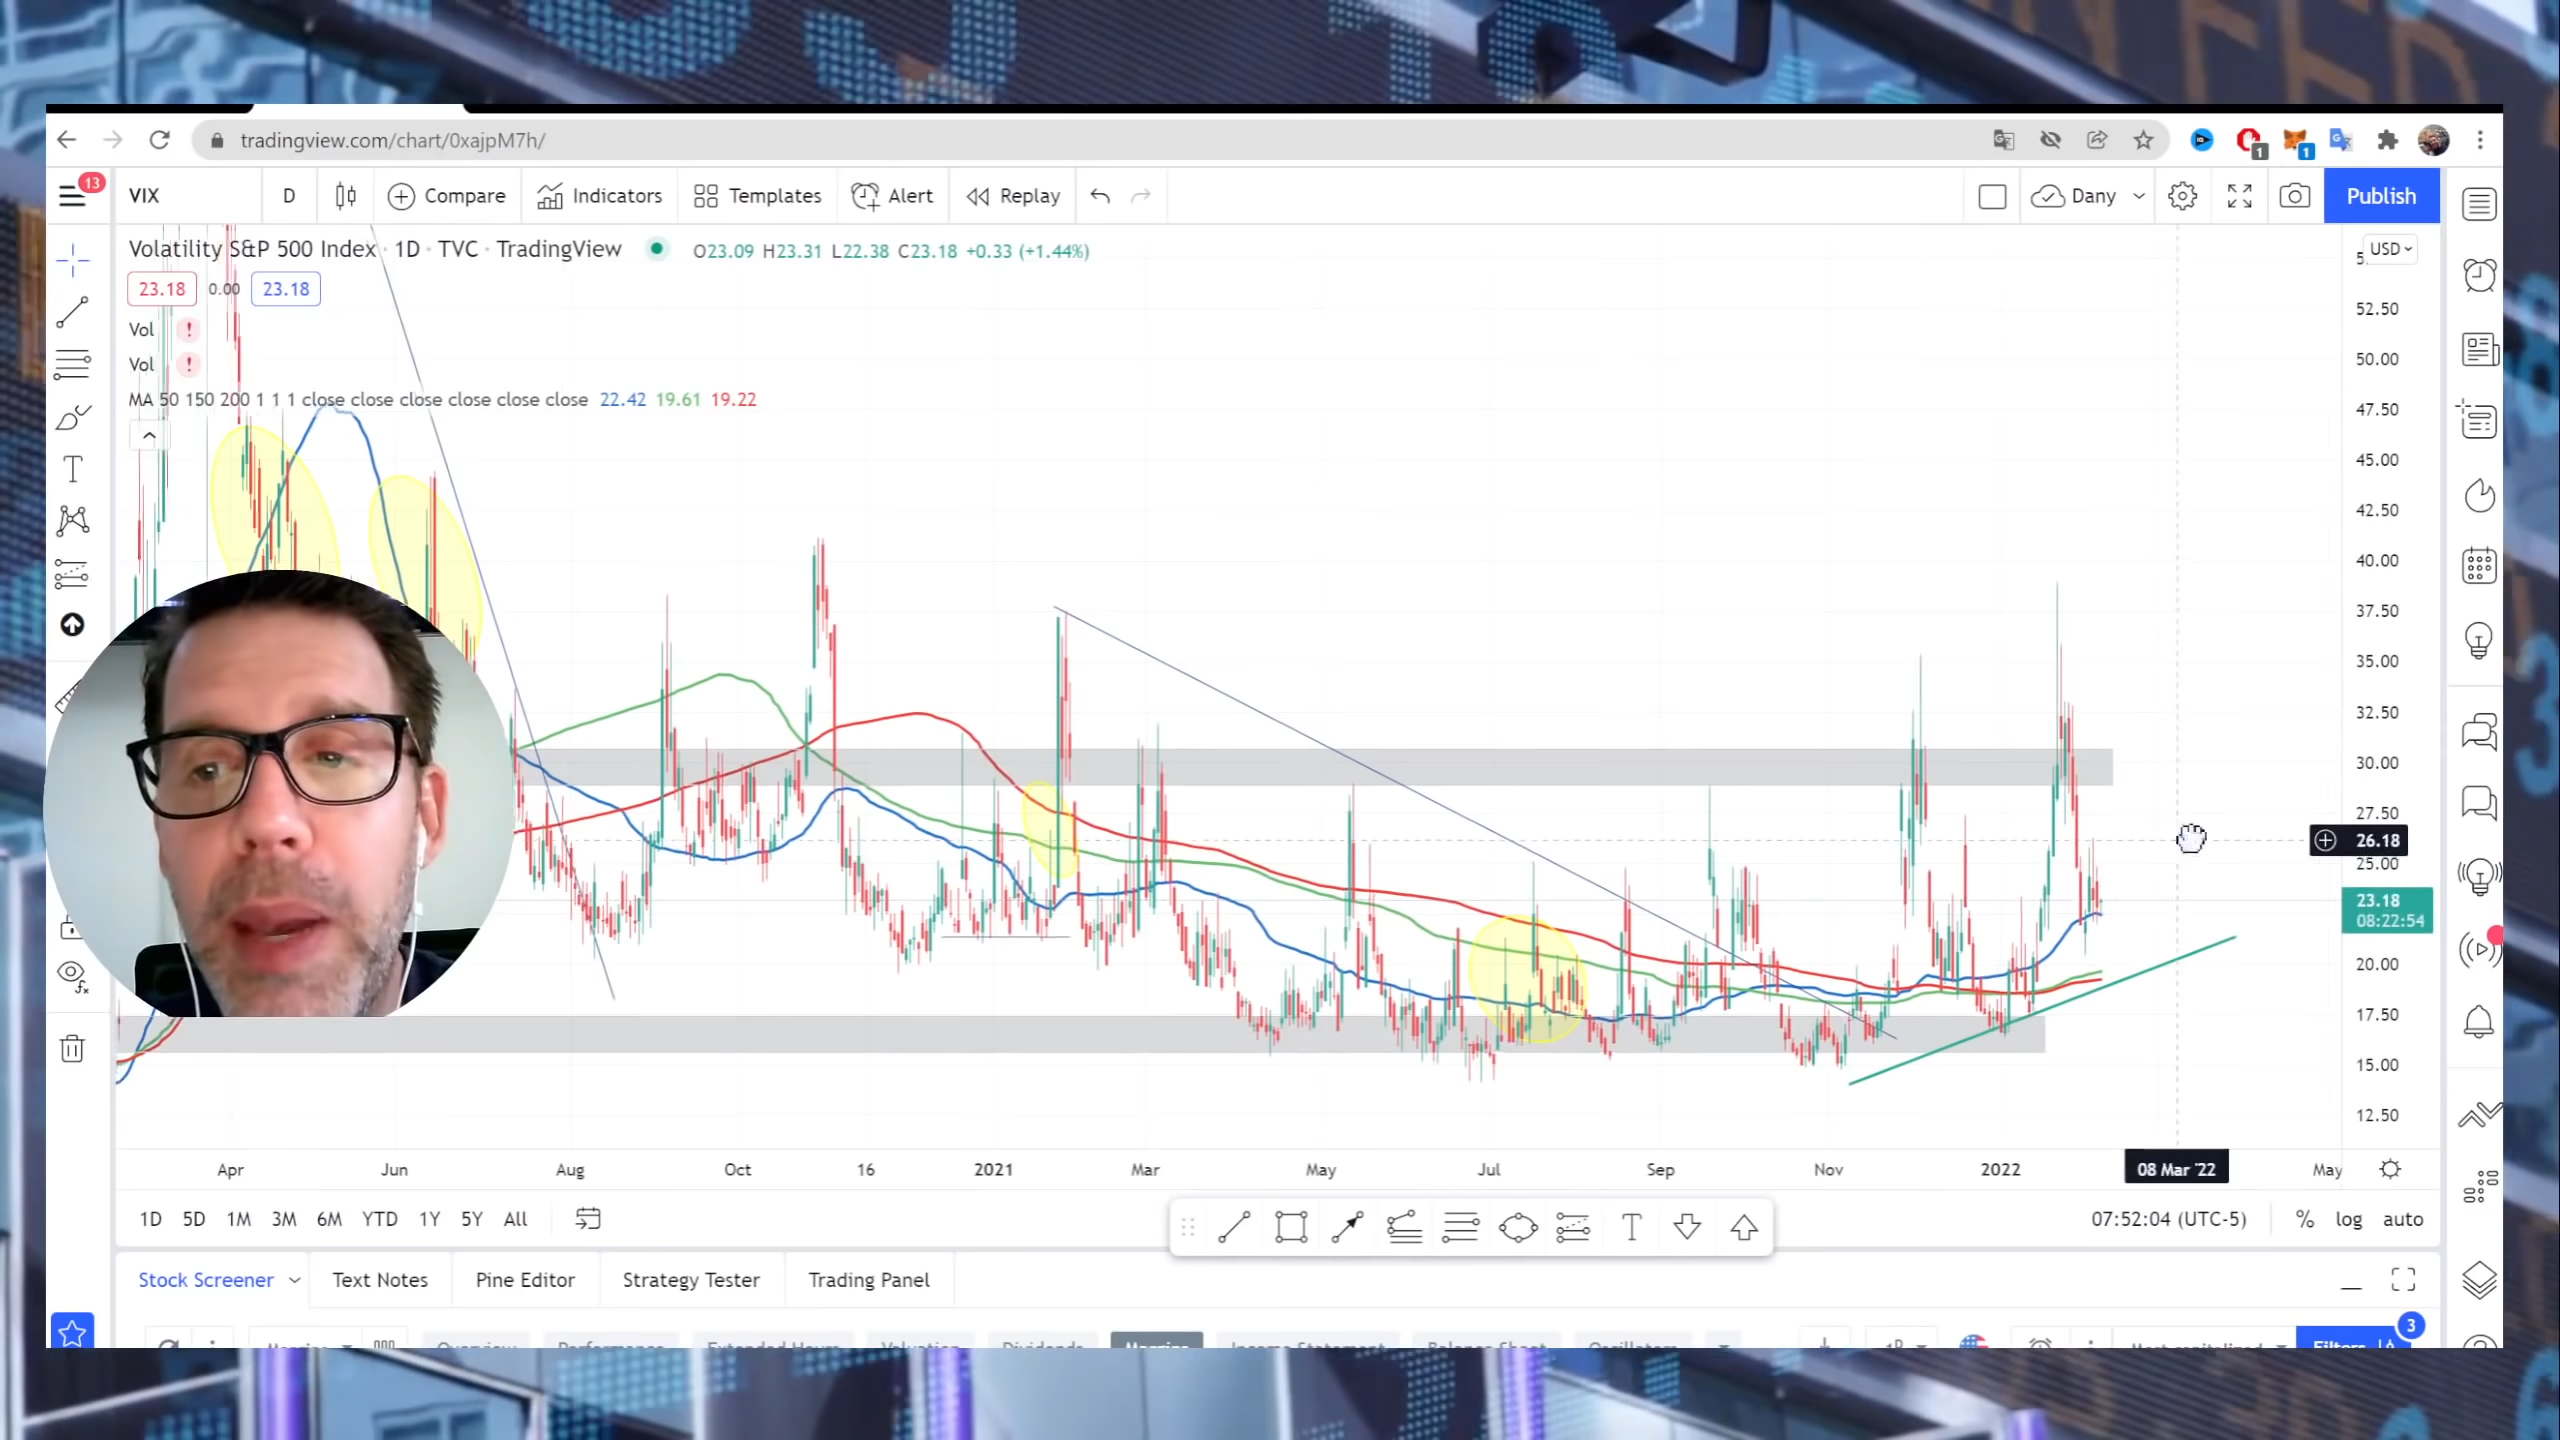 tradingview.com/chart/0xajpM7h/
1
1
13
VIX
D
Compare
Indicators
Templates
Alert
Replay
Dany
Publish
Volatility S&P 500 Index · 1D · TVC · TradingView
O23.09 H23.31 L22.38 C23.18 +0.33 (+1.44%)
USD
23.18 0.00 23.18
Vol !
Vol !
MA 50 150 200 1 1 1 close close close close close close 22.42 19.61 19.22
52.50
50.00
47.50
45.00
42.50
40.00
37.50
35.00
32.50
30.00
27.50
26.18
25.00
23.18
08:22:54
20.00
17.50
15.00
12.50
Apr Jun Aug Oct 16 2021 Mar May Jul Sep Nov 2022 08 Mar '22 May
1D 5D 1M 3M 6M YTD 1Y 5Y All
07:52:04 (UTC-5) % log auto
Stock Screener Text Notes Pine Editor Strategy Tester Trading Panel
3